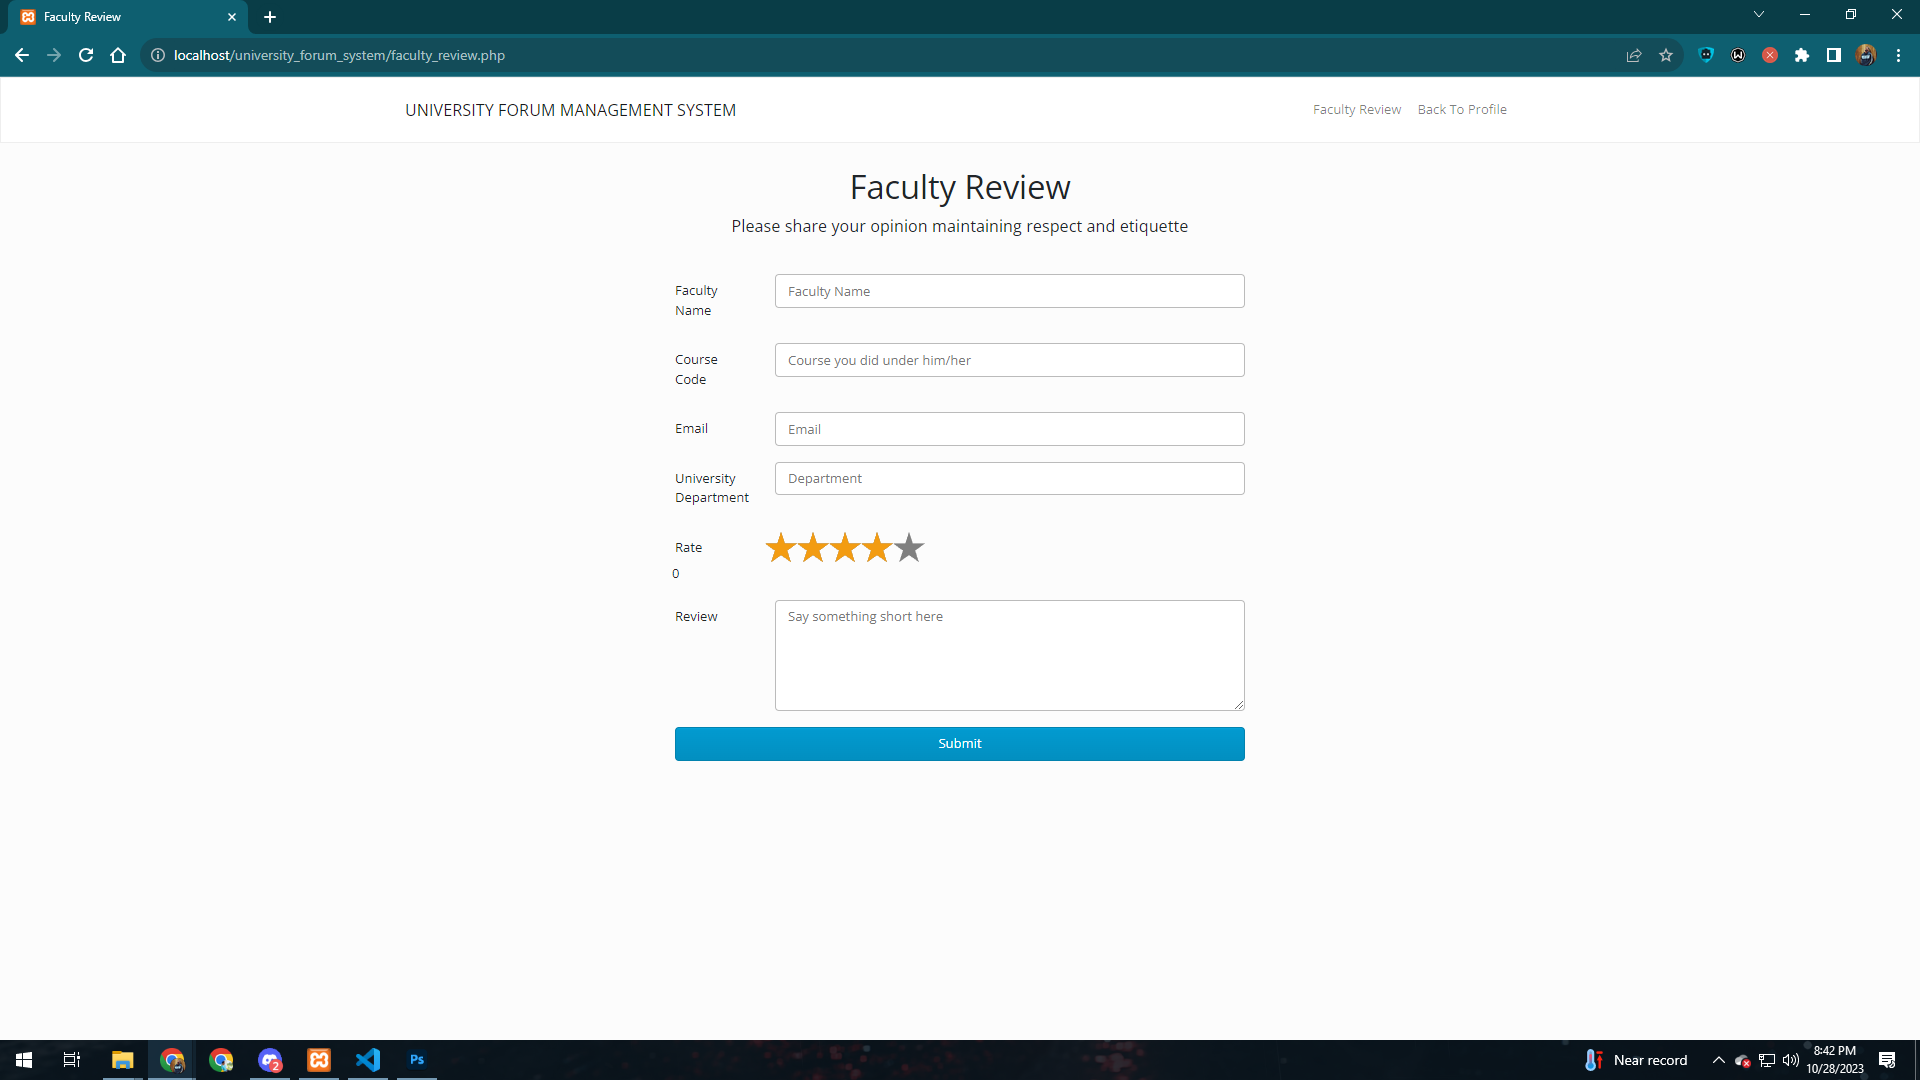 Faculty Review
localhost/university_forum_system/faculty_review.php
UNIVERSITY FORUM MANAGEMENT SYSTEM
Faculty Review
Back To Profile
Faculty Review
Please share your opinion maintaining respect and etiquette
Faculty
Name
Faculty Name
Course
Code
Course you did under him/her
Email
Email
University
Department
Department
Rate
0
Review
Say something short here
Submit
2
Ps
Near record
8:42 PM
10/28/2023